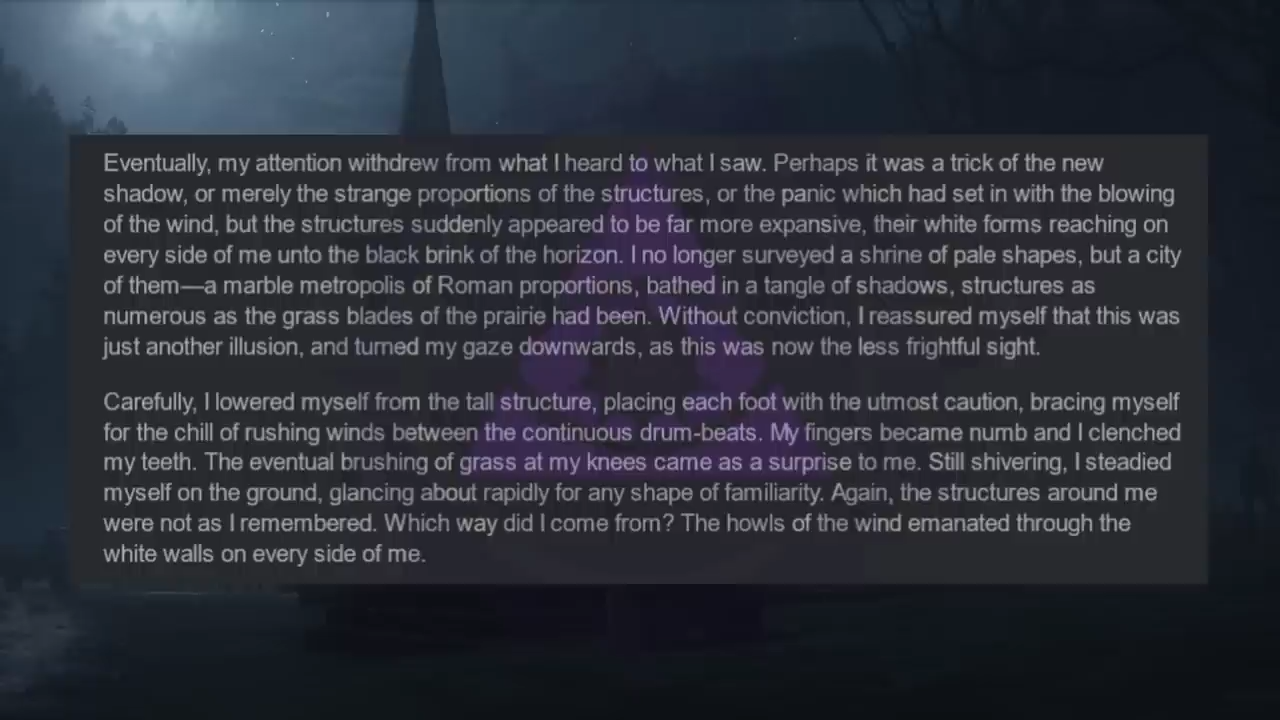 Eventually, my attention withdrew from what I heard to what I saw. Perhaps it was a trick of the new
shadow, or merely the strange proportions of the structures, or the panic which had set in with the blowing
of the wind, but the structures suddenly appeared to be far more expansive, their white forms reaching on
every side of me unto the black brink of the horizon. I no longer surveyed a shrine of pale shapes, but a city
of them—a marble metropolis of Roman proportions, bathed in a tangle of shadows, structures as
numerous as the grass blades of the prairie had been. Without conviction, I reassured myself that this was
just another illusion, and turned my gaze downwards, as this was now the less frightful sight.
Carefully, I lowered myself from the tall structure, placing each foot with the utmost caution, bracing myself
for the chill of rushing winds between the continuous drum-beats. My fingers became numb and I clenched
my teeth. The eventual brushing of grass at my knees came as a surprise to me. Still shivering, I steadied
myself on the ground, glancing about rapidly for any shape of familiarity. Again, the structures around me
were not as I remembered. Which way did I come from? The howls of the wind emanated through the
white walls on every side of me.